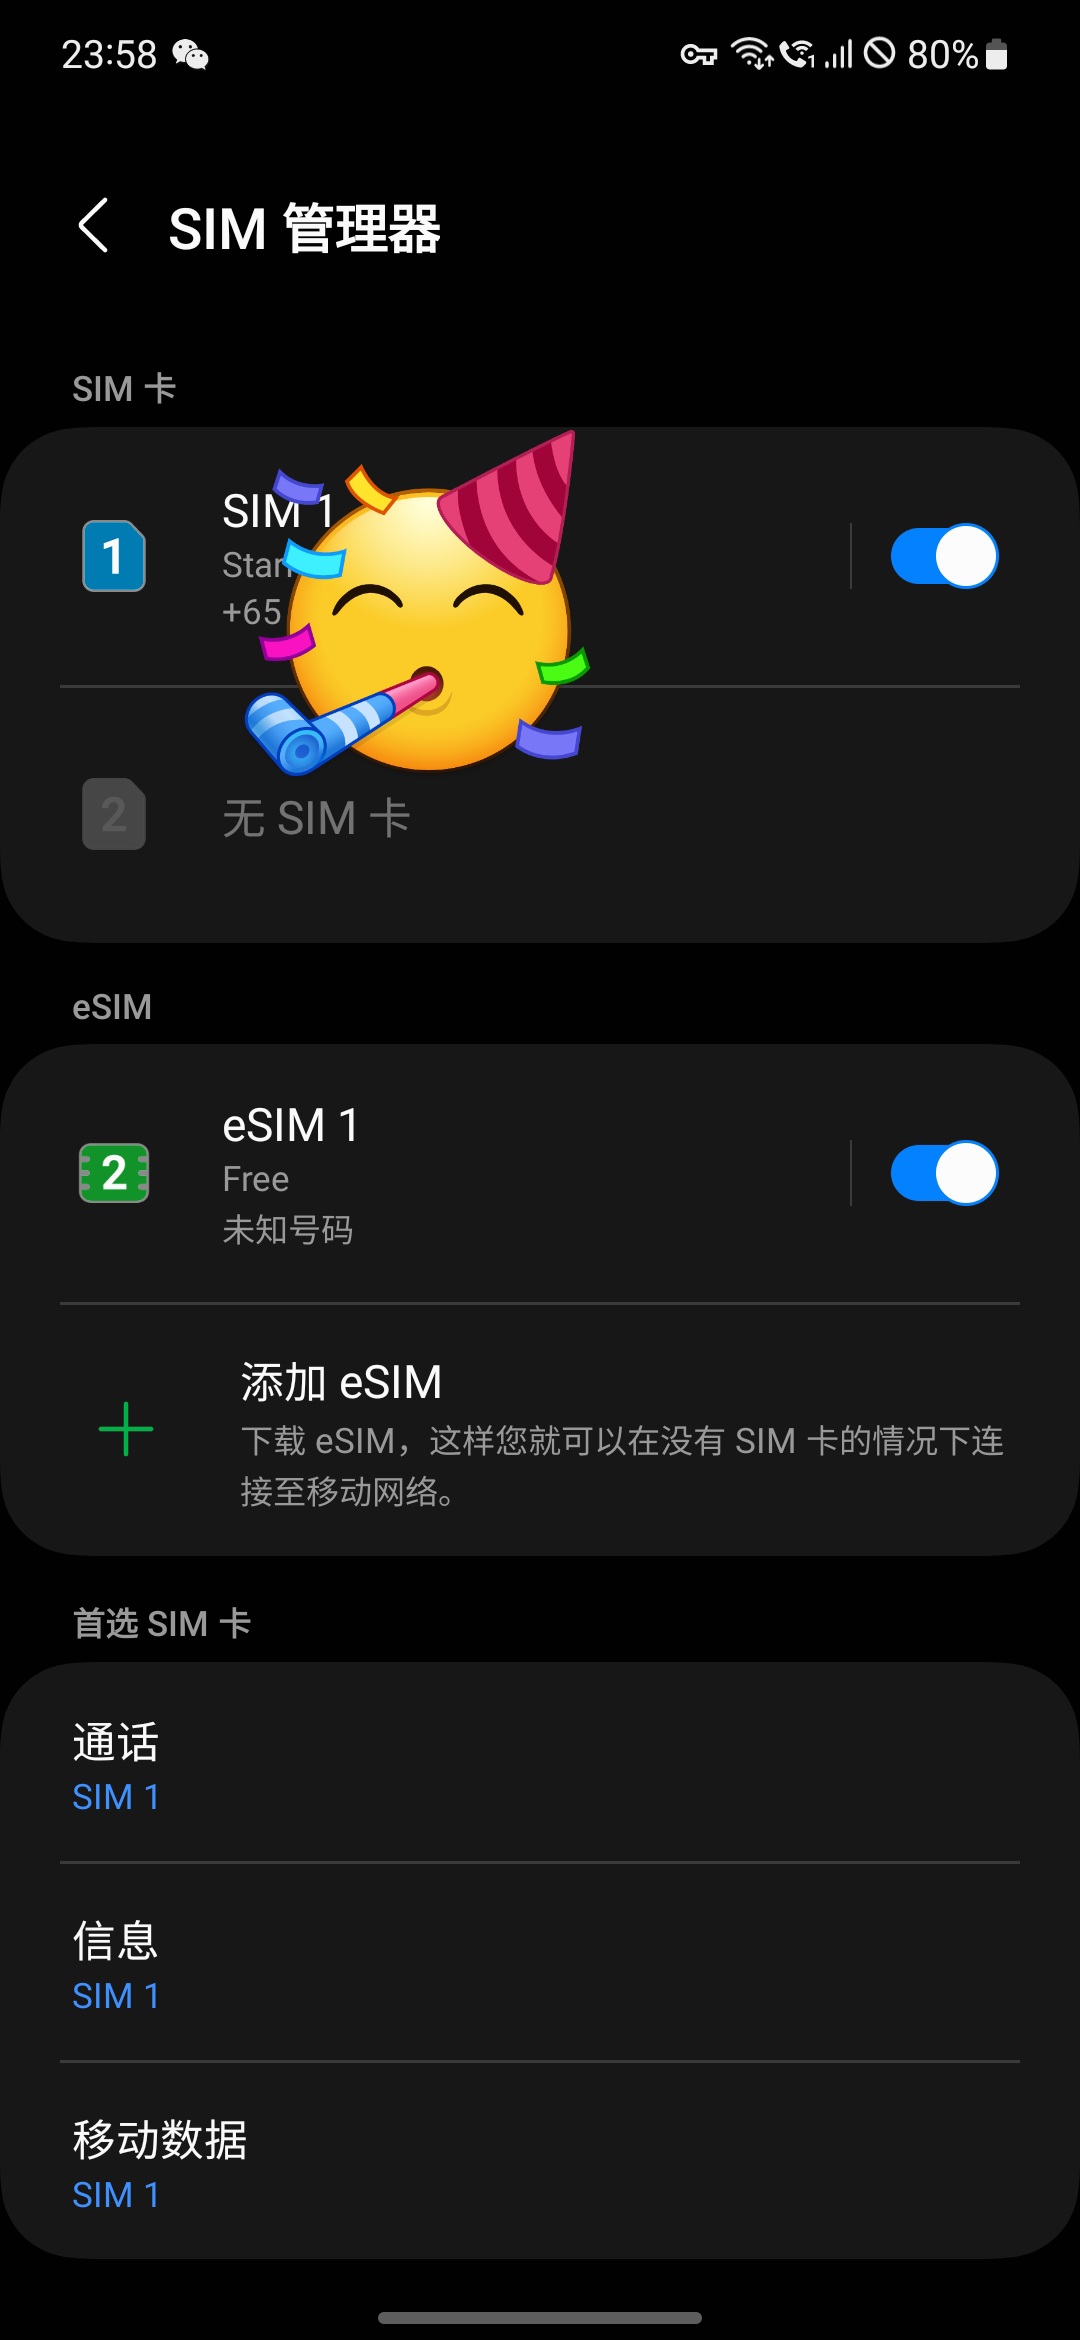 23:58
1
80%
SIM 管理器
SIM 卡
1
SIM 1
+65
2
无 SIM 卡
eSIM
2
eSIM 1
Free
未知号码
添加 eSIM
下载 eSIM，这样您就可以在没有 SIM 卡的情况下连
接至移动网络。
首选 SIM 卡
通话
SIM 1
信息
SIM 1
移动数据
SIM 1